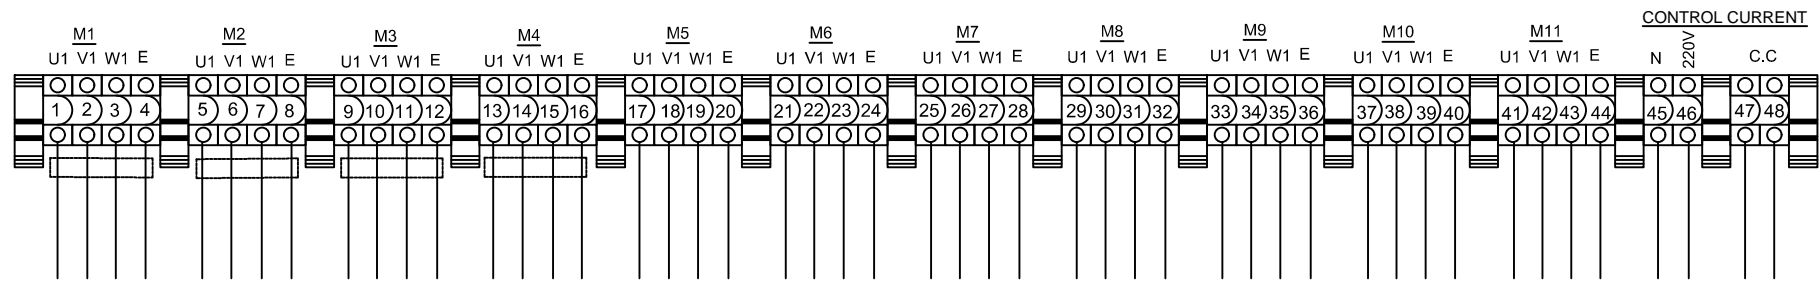 CONTROL CURRENT
M1 M2 M3 M4 M5 M6 M7 M8 M9 M10 M11
U1 V1 W1 E U1 V1 W1 E U1 V1 W1 E U1 V1 W1 E U1 V1 W1 E U1 V1 W1 E U1 V1 W1 E U1 V1 W1 E U1 V1 W1 E U1 V1 W1 E U1 V1 W1 E N 220V C.C
1 2 3 4 5 6 7 8 9 10 11 12 13 14 15 16 17 18 19 20 21 22 23 24 25 26 27 28 29 30 31 32 33 34 35 36 37 38 39 40 41 42 43 44 45 46 47 48